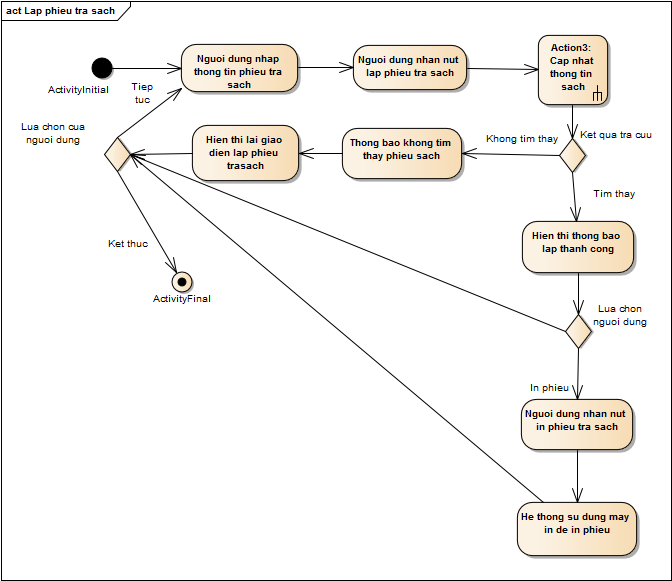 act Lap phieu tra sach
ActivityInitial
Nguoi dung nhap
thong tin phieu tra
sach
Nguoi dung nhan nut
lap phieu tra sach
Action3:
Cap nhat
thong tin
sach
Tiep
tuc
Lua chon cua
nguoi dung
Hien thi lai giao
dien lap phieu
trasach
Thong bao khong tim
thay phieu sach
Khong tim thay
Ket qua tra cuu
Tim thay
Hien thi thong bao
lap thanh cong
Ket thuc
ActivityFinal
Lua chon
nguoi dung
In phieu
Nguoi dung nhan nut
in phieu tra sach
He thong su dung may
in de in phieu